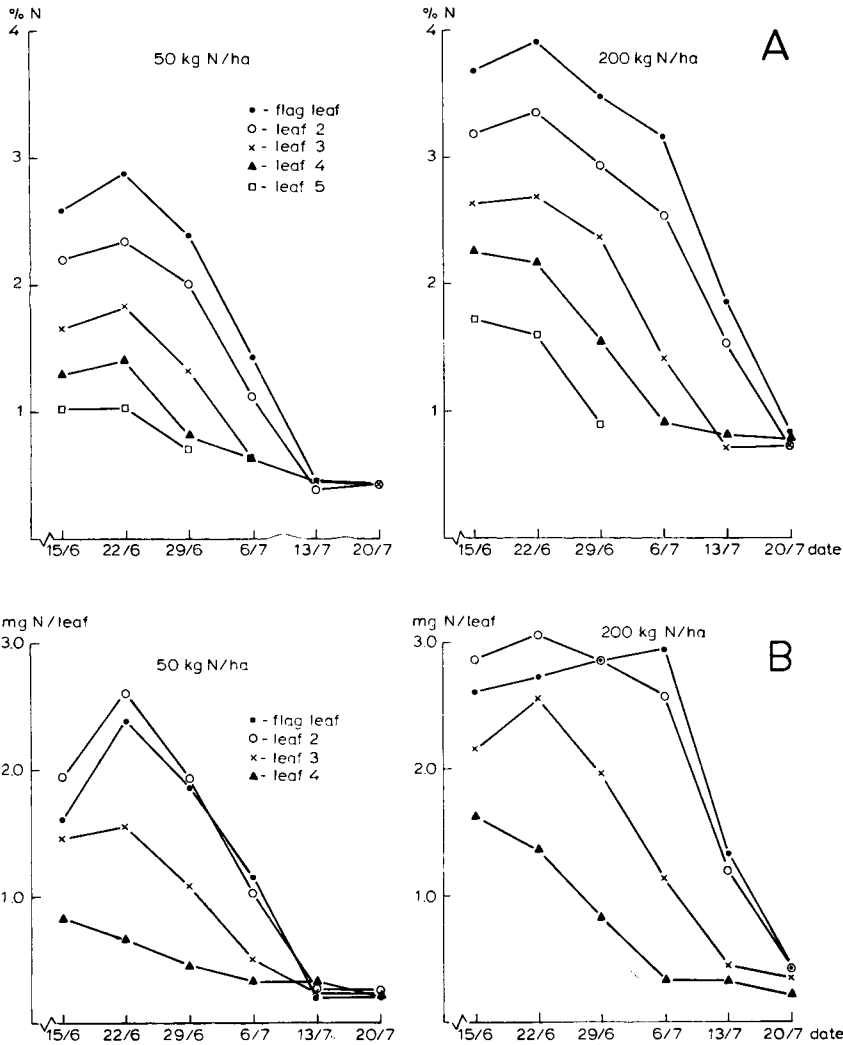 % N
4
3
2
1
50 kg N/ha
flag leaf
leaf 2
leaf 3
leaf 4
leaf 5
15/6 22/6 29/6 6/7 13/7 20/7
% N
4
3
2
1
200 kg N/ha
A
15/6 22/6 29/6 6/7 13/7 20/7 date
mg N/leaf
3.0
2.0
1.0
50 kg N/ha
flag leaf
leaf 2
leaf 3
leaf 4
15/6 22/6 29/6 6/7 13/7 20/7
mg N/leaf
3.0
2.0
1.0
200 kg N/ha
B
15/6 22/6 29/6 6/7 13/7 20/7 date